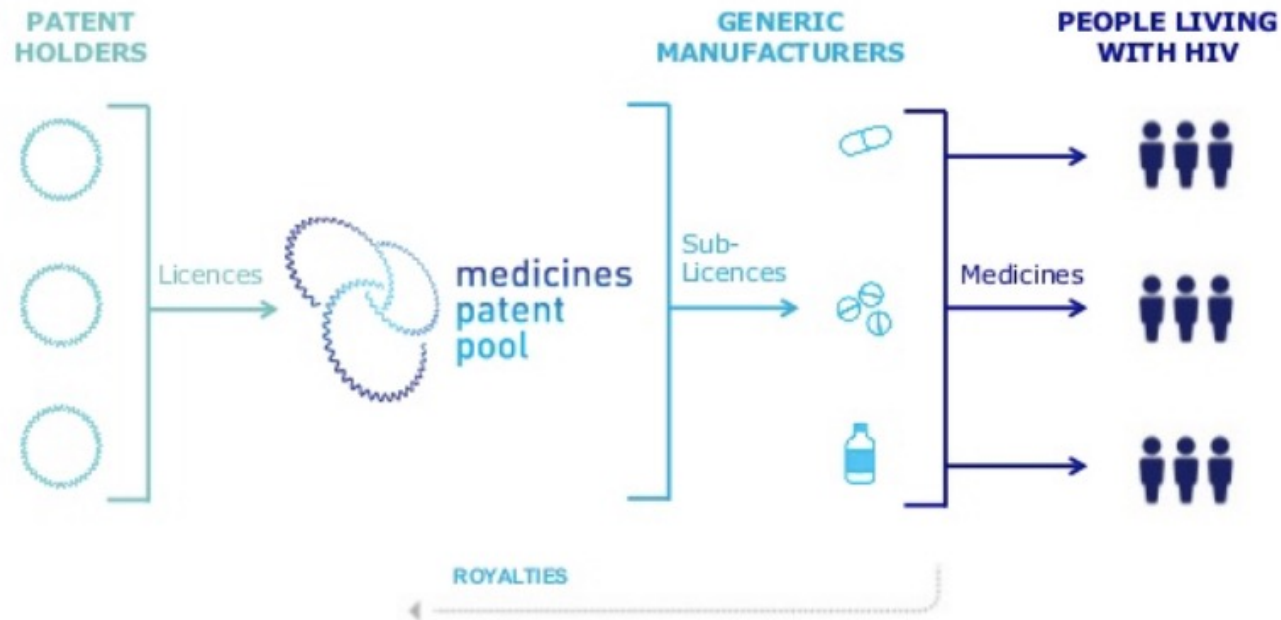 PATENT
HOLDERS
GENERIC
MANUFACTURERS
PEOPLE LIVING
WITH HIV
Licences
medicines
patent
pool
Sub-
Licences
Medicines
ROYALTIES